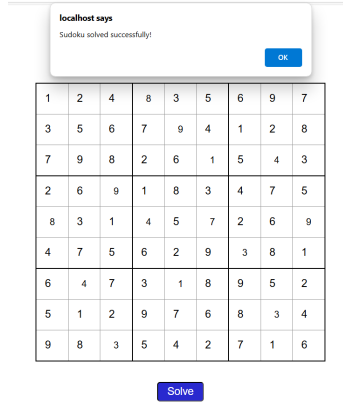 localhost says
Sudoku solved successfully!
OK
1 2 4 8 3 5 6 9 7
3 5 6 7 9 4 1 2 8
7 9 8 2 6 1 5 4 3
2 6 9 1 8 3 4 7 5
8 3 1 4 5 7 2 6 9
4 7 5 6 2 9 3 8 1
6 4 7 3 1 8 9 5 2
5 1 2 9 7 6 8 3 4
9 8 3 5 4 2 7 1 6
Solve